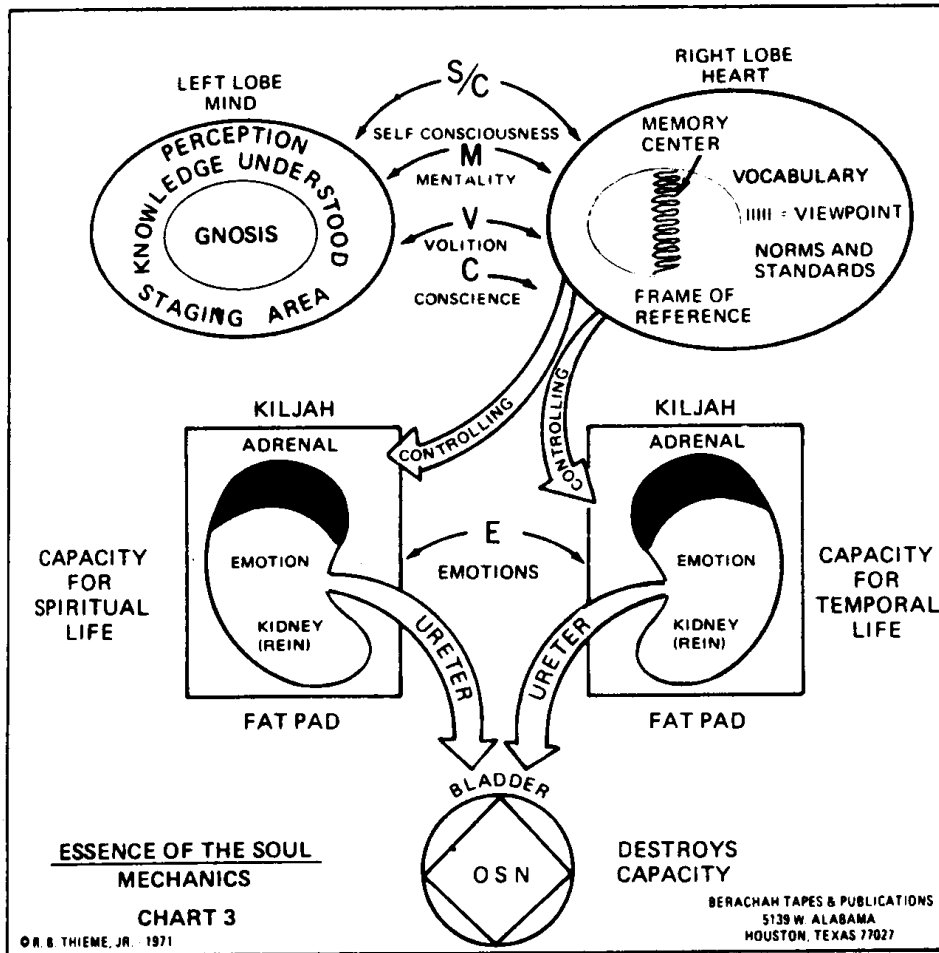 LEFT LOBE
MIND
PERCEPTION
KNOWLEDGE UNDERSTOOD
GNOSIS
STAGING AREA
S/C
SELF CONSCIOUSNESS
M
MENTALITY
V
VOLITION
C
CONSCIENCE
RIGHT LOBE
HEART
MEMORY
CENTER
VOCABULARY
= VIEWPOINT
NORMS AND
STANDARDS
FRAME OF
REFERENCE
CONTROLLING
CONTROLLING
KILJAH
ADRENAL
EMOTION
KIDNEY
(REIN)
FAT PAD
CAPACITY
FOR
SPIRITUAL
LIFE
E
EMOTIONS
KILJAH
ADRENAL
EMOTION
KIDNEY
(REIN)
FAT PAD
CAPACITY
FOR
TEMPORAL
LIFE
URETER
URETER
BLADDER
OSN
DESTROYS
CAPACITY
ESSENCE OF THE SOUL
MECHANICS
CHART 3
© R. B. THIEME, JR. · 1971
BERACHAH TAPES & PUBLICATIONS
5139 W. ALABAMA
HOUSTON, TEXAS 77027